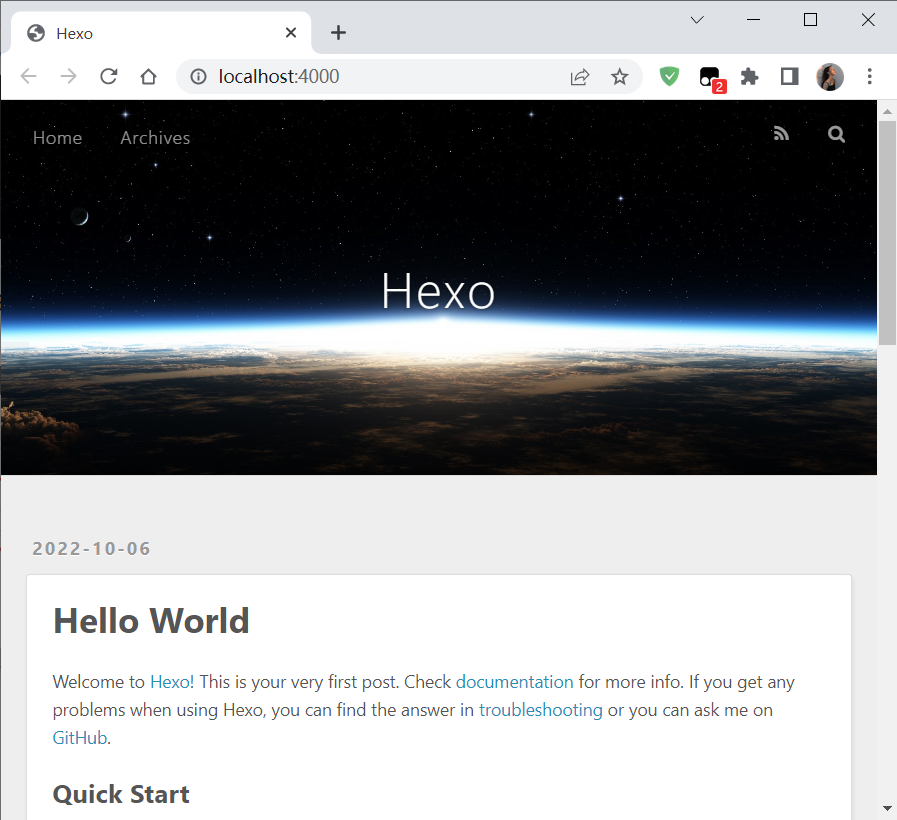 Hexo
localhost:4000
2
Home
Archives
Hexo
2022-10-06
Hello World
Welcome to Hexo! This is your very first post. Check documentation for more info. If you get any
problems when using Hexo, you can find the answer in troubleshooting or you can ask me on
GitHub.
Quick Start